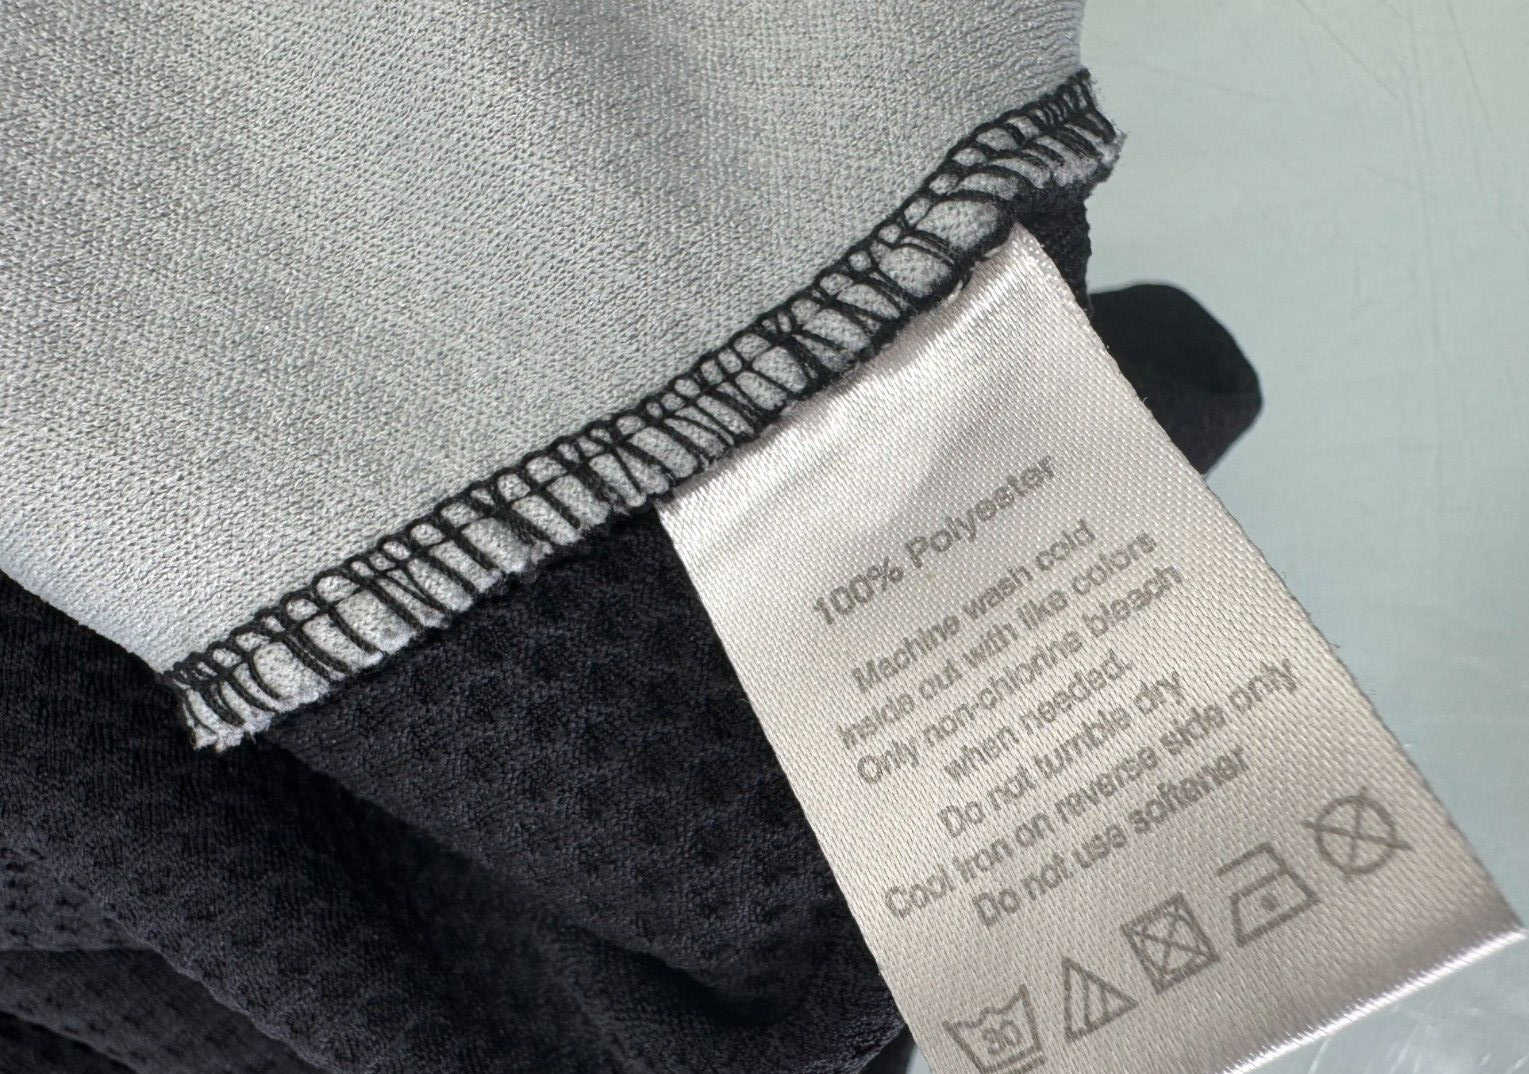 100% Polyester
Machine wash cold
inside out with like colors
Only non-chlorine bleach
when needed.
Do not tumble dry
Cool Iron on reverse side only
Do not use softener
30